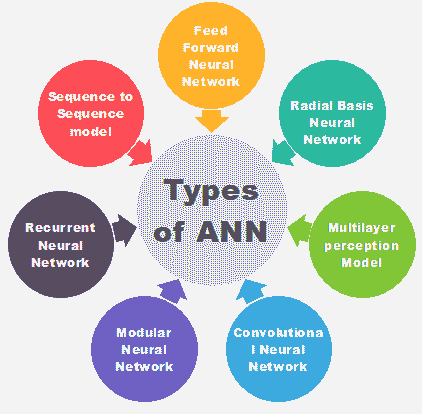 Feed
Forward
Neural
Network
Radial Basis
Neural
Network
Multilayer
perception
Model
Convolutiona
l Neural
Network
Modular
Neural
Network
Recurrent
Neural
Network
Sequence to
Sequence
model
Types
of ANN